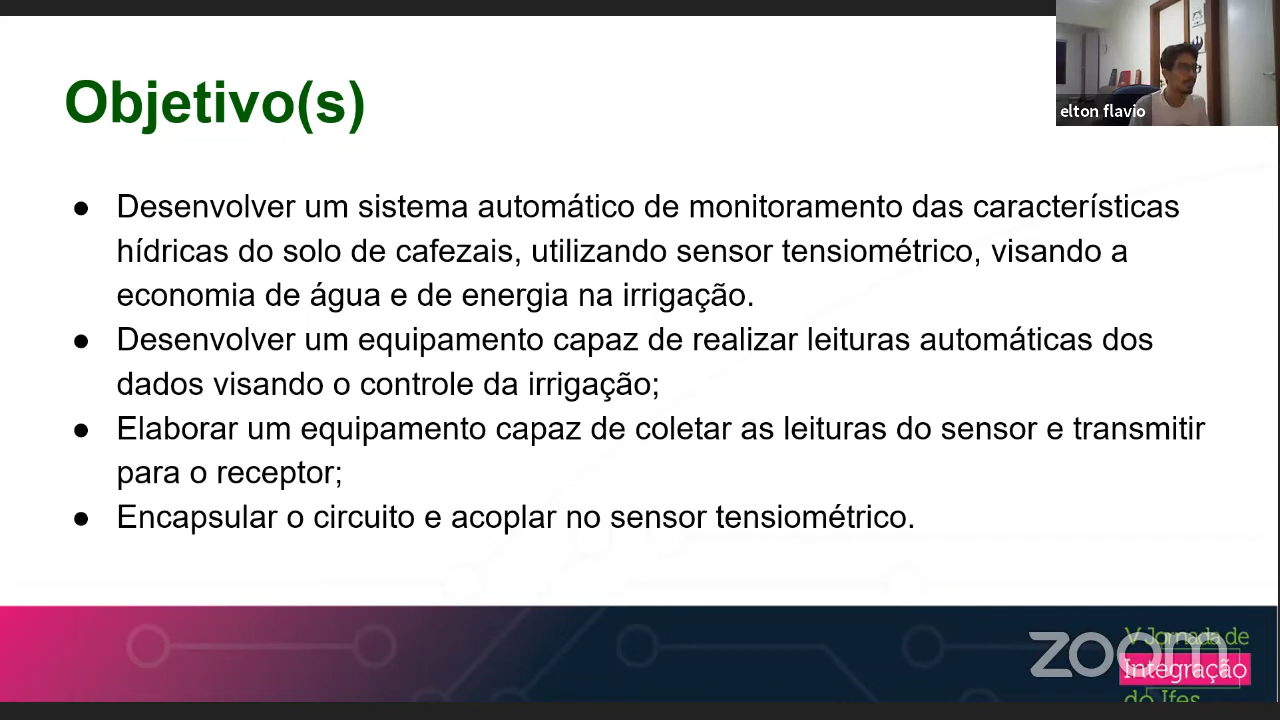 Objetivo(s)
elton flavio
● Desenvolver um sistema automático de monitoramento das características
hídricas do solo de cafezais, utilizando sensor tensiométrico, visando a
economia de água e de energia na irrigação.
● Desenvolver um equipamento capaz de realizar leituras automáticas dos
dados visando o controle da irrigação;
● Elaborar um equipamento capaz de coletar as leituras do sensor e transmitir
para o receptor;
● Encapsular o circuito e acoplar no sensor tensiométrico.
zoom
V Jornada de
Integração
do Ifes